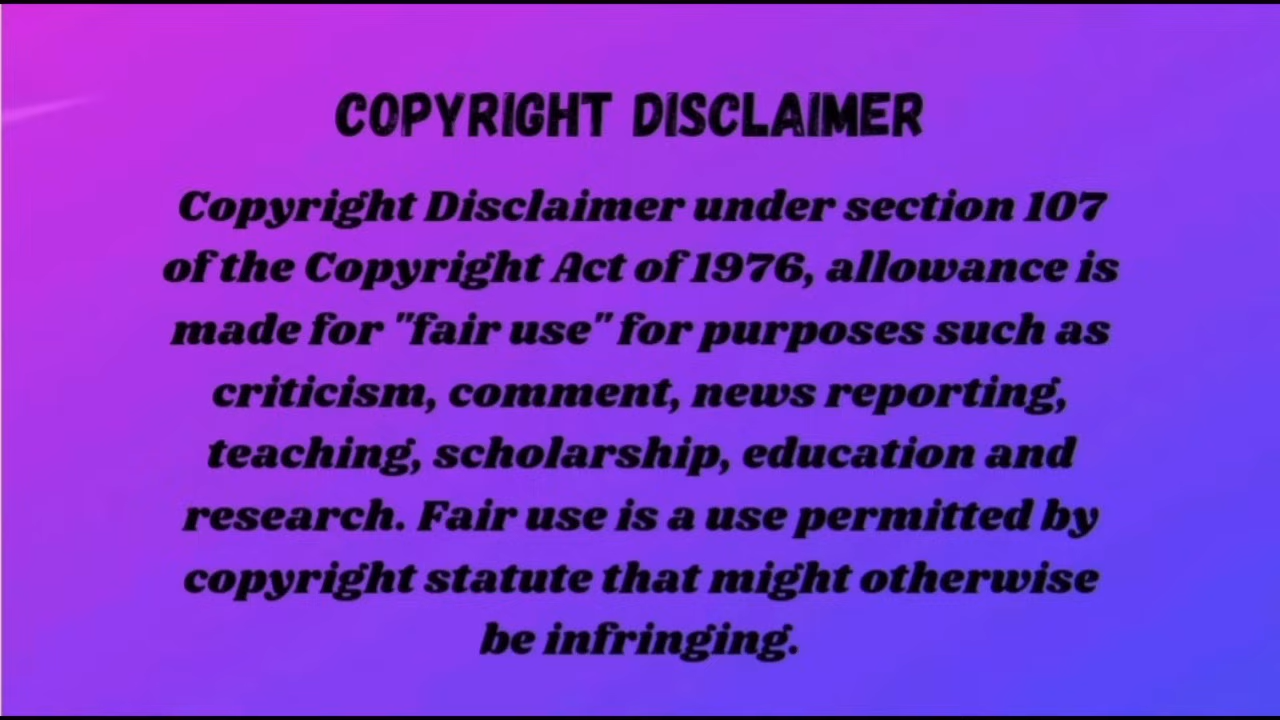 COPYRIGHT DISCLAIMER
Copyright Disclaimer under section 107
of the Copyright Act of 1976, allowance is
made for "fair use" for purposes such as
criticism, comment, news reporting,
teaching, scholarship, education and
research. Fair use is a use permitted by
copyright statute that might otherwise
be infringing.